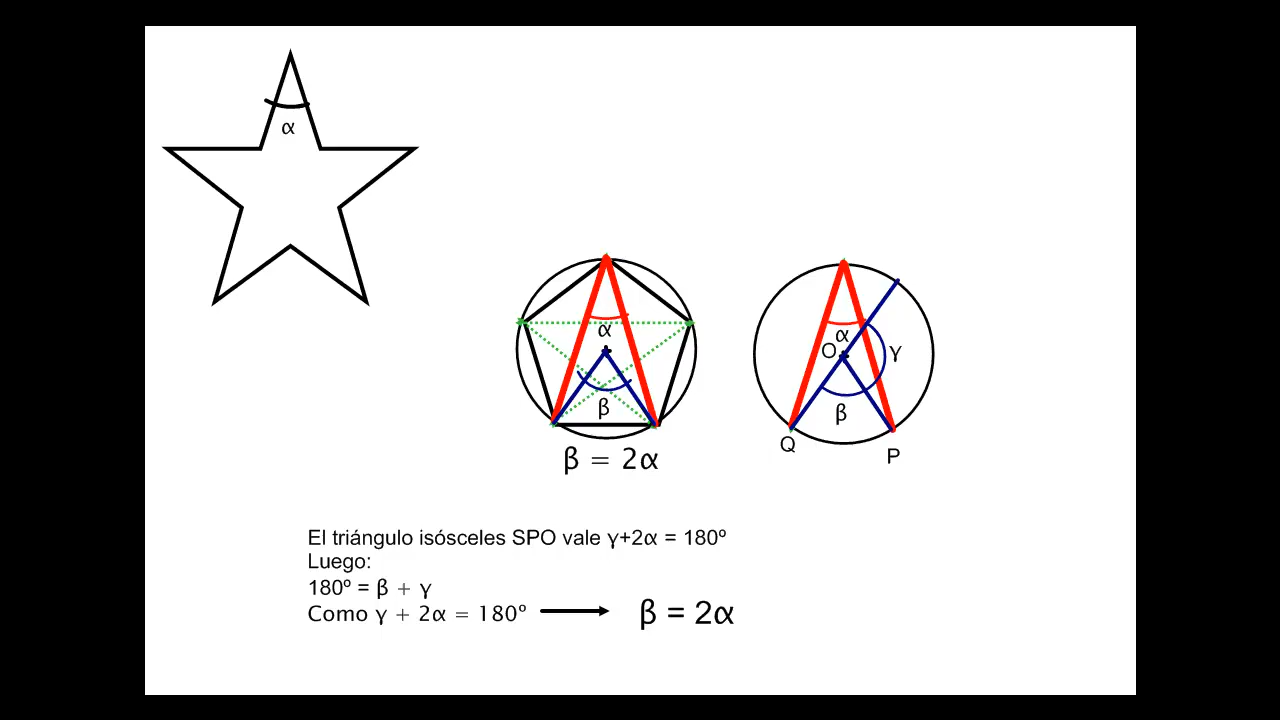 α
α
β
β = 2α
α
O
γ
β
Q
P
El triángulo isósceles SPO vale γ+2α = 180º
Luego:
180º = β + γ
Como γ + 2α = 180º
β = 2α